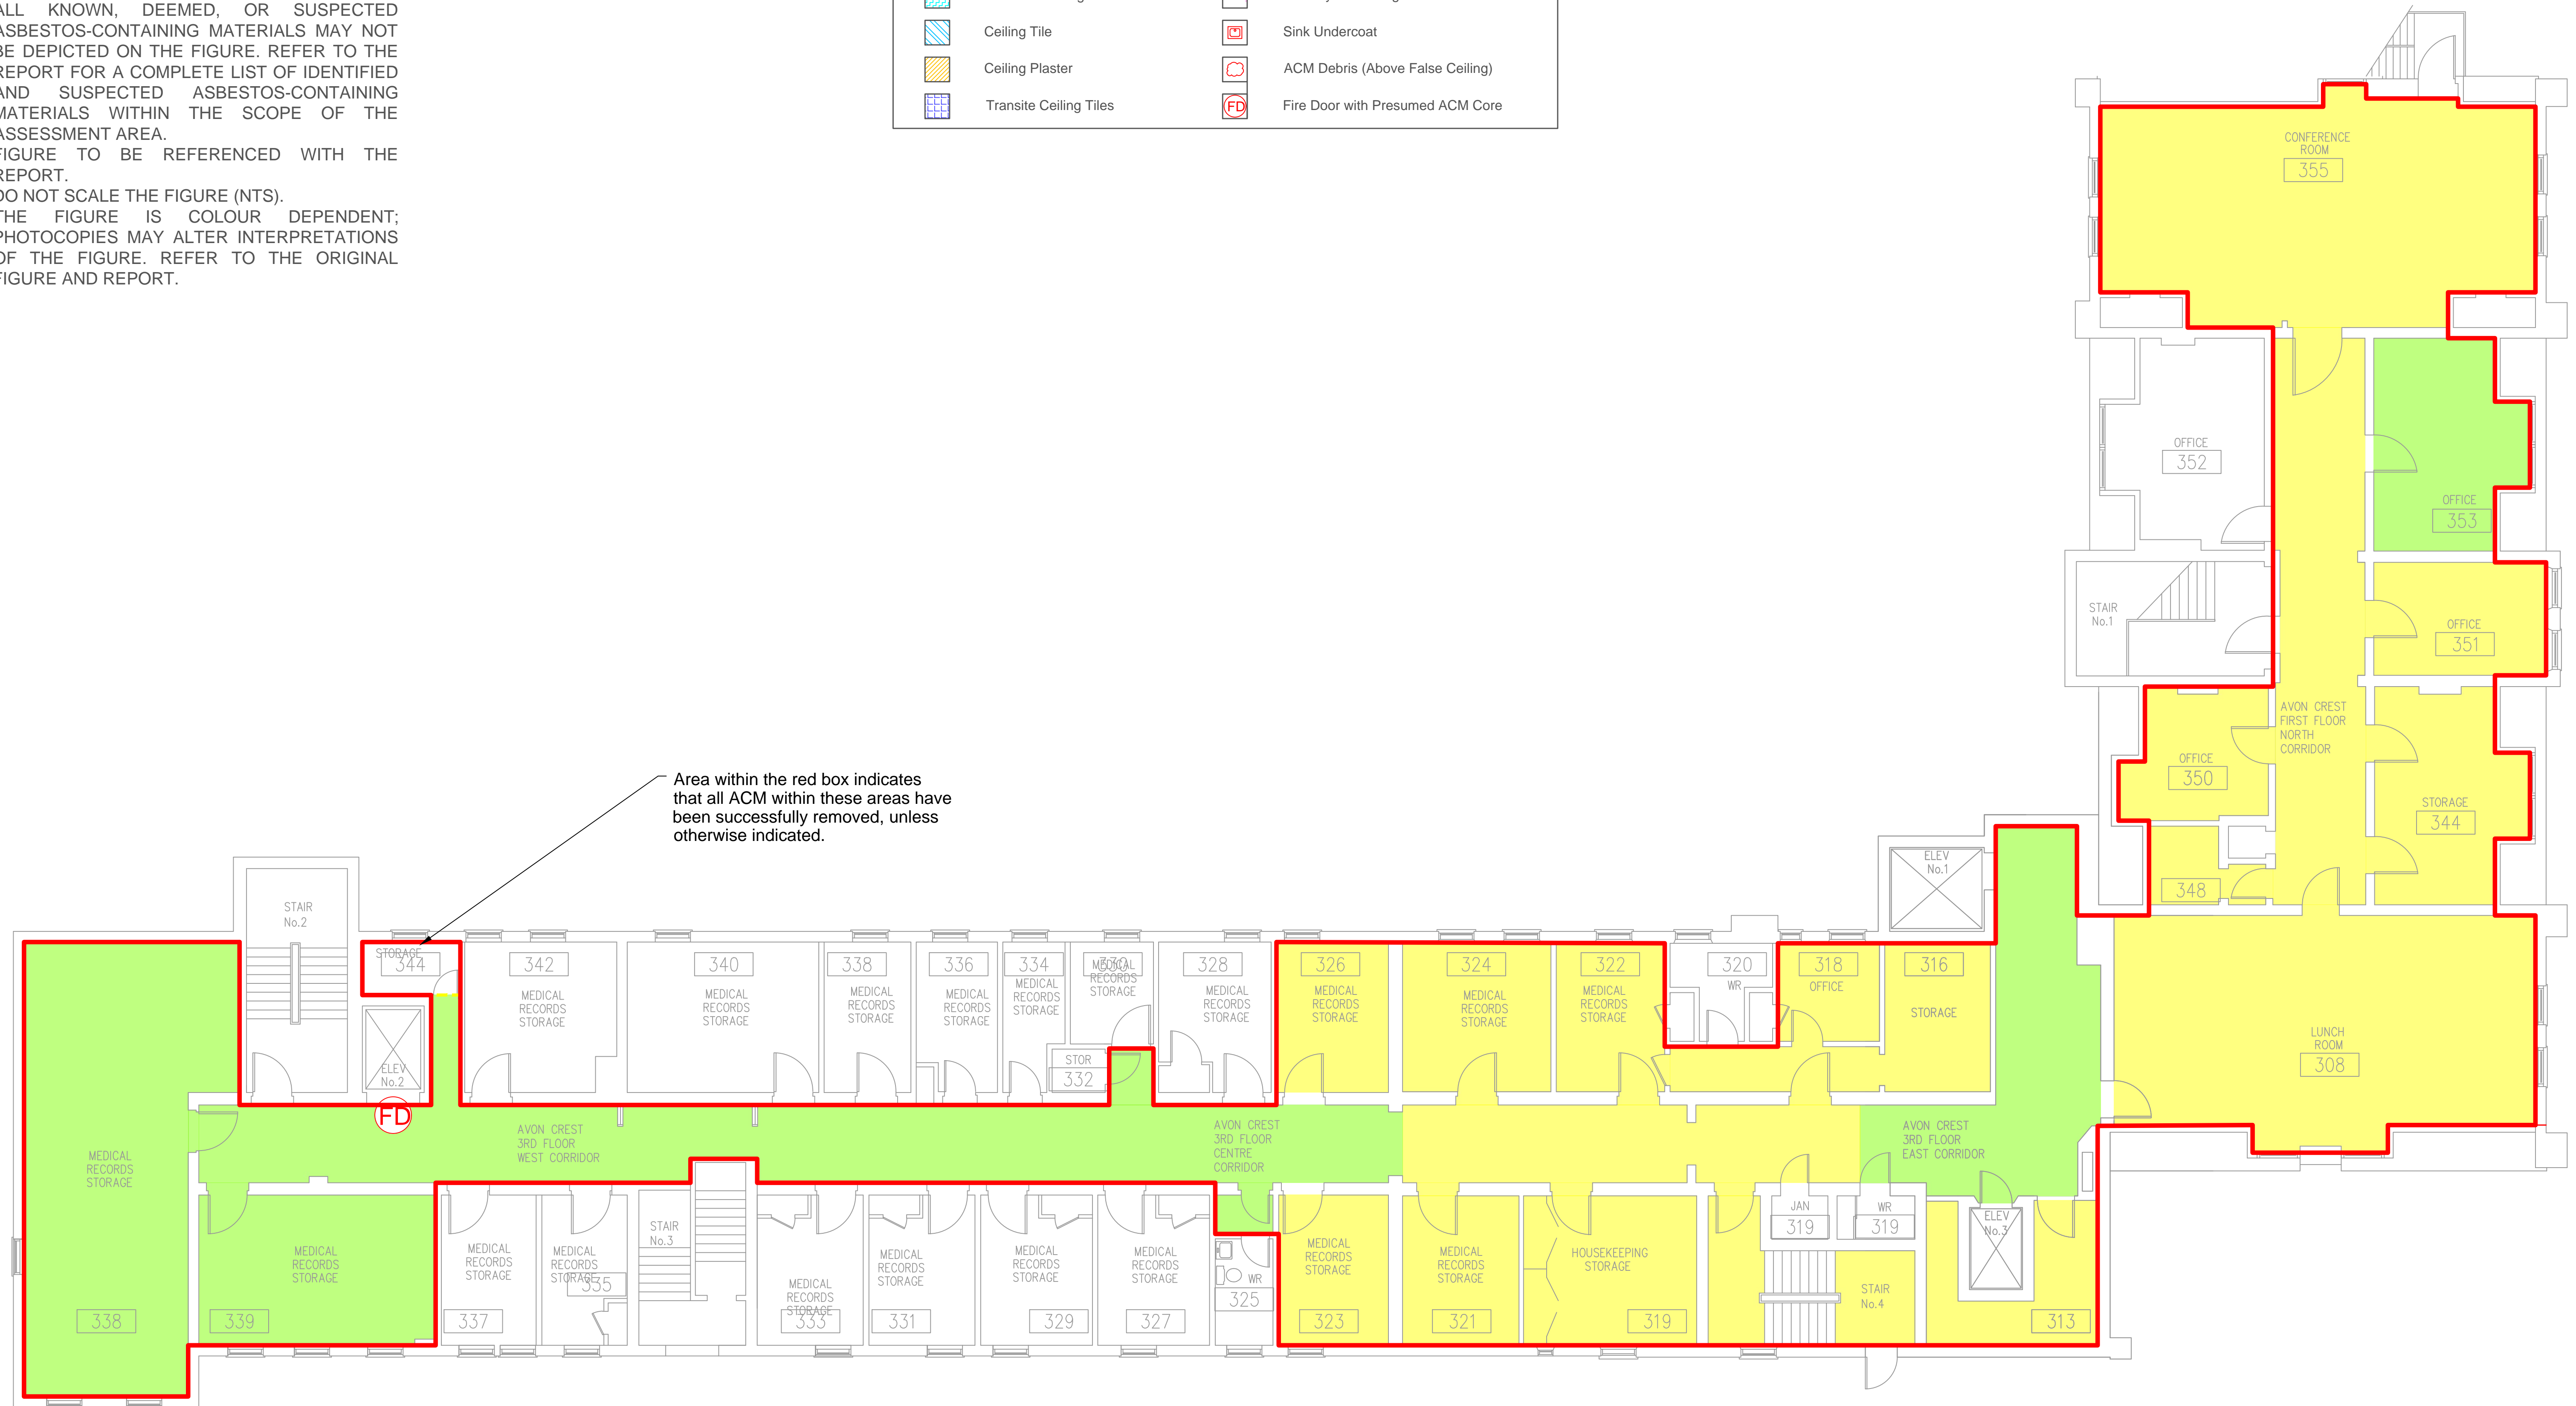 ALL KNOWN, DEEMED, OR SUSPECTED
ASBESTOS-CONTAINING MATERIALS MAY NOT
BE DEPICTED ON THE FIGURE. REFER TO THE
REPORT FOR A COMPLETE LIST OF IDENTIFIED
AND SUSPECTED ASBESTOS-CONTAINING
MATERIALS WITHIN THE SCOPE OF THE
ASSESSMENT AREA.
FIGURE TO BE REFERENCED WITH THE
REPORT.
DO NOT SCALE THE FIGURE (NTS).
THE FIGURE IS COLOUR DEPENDENT;
PHOTOCOPIES MAY ALTER INTERPRETATIONS
OF THE FIGURE. REFER TO THE ORIGINAL
FIGURE AND REPORT.
Ceiling Tile
Sink Undercoat
Ceiling Plaster
ACM Debris (Above False Ceiling)
Transite Ceiling Tiles
FD
Fire Door with Presumed ACM Core
CONFERENCE
ROOM
355
OFFICE
352
OFFICE
353
STAIR
No.1
OFFICE
351
AVON CREST
FIRST FLOOR
NORTH
CORRIDOR
OFFICE
350
STORAGE
344
348
Area within the red box indicates
that all ACM within these areas have
been successfully removed, unless
otherwise indicated.
ELEV
No.1
STAIR
No.2
STORAGE
344
ELEV
No.2
FD
342
MEDICAL
RECORDS
STORAGE
340
MEDICAL
RECORDS
STORAGE
338
MEDICAL
RECORDS
STORAGE
336
MEDICAL
RECORDS
STORAGE
334
MEDICAL
RECORDS
STORAGE
330
MEDICAL
RECORDS
STORAGE
STOR
332
328
MEDICAL
RECORDS
STORAGE
326
MEDICAL
RECORDS
STORAGE
324
MEDICAL
RECORDS
STORAGE
322
MEDICAL
RECORDS
STORAGE
320
WR
318
OFFICE
316
STORAGE
LUNCH
ROOM
308
MEDICAL
RECORDS
STORAGE
338
AVON CREST
3RD FLOOR
WEST CORRIDOR
AVON CREST
3RD FLOOR
CENTRE
CORRIDOR
AVON CREST
3RD FLOOR
EAST CORRIDOR
MEDICAL
RECORDS
STORAGE
339
MEDICAL
RECORDS
STORAGE
337
MEDICAL
RECORDS
STORAGE
335
STAIR
No.3
MEDICAL
RECORDS
STORAGE
333
MEDICAL
RECORDS
STORAGE
331
MEDICAL
RECORDS
STORAGE
329
MEDICAL
RECORDS
STORAGE
327
WR
325
MEDICAL
RECORDS
STORAGE
323
MEDICAL
RECORDS
STORAGE
321
HOUSEKEEPING
STORAGE
319
JAN
319
WR
319
STAIR
No.4
ELEV
No.3
313